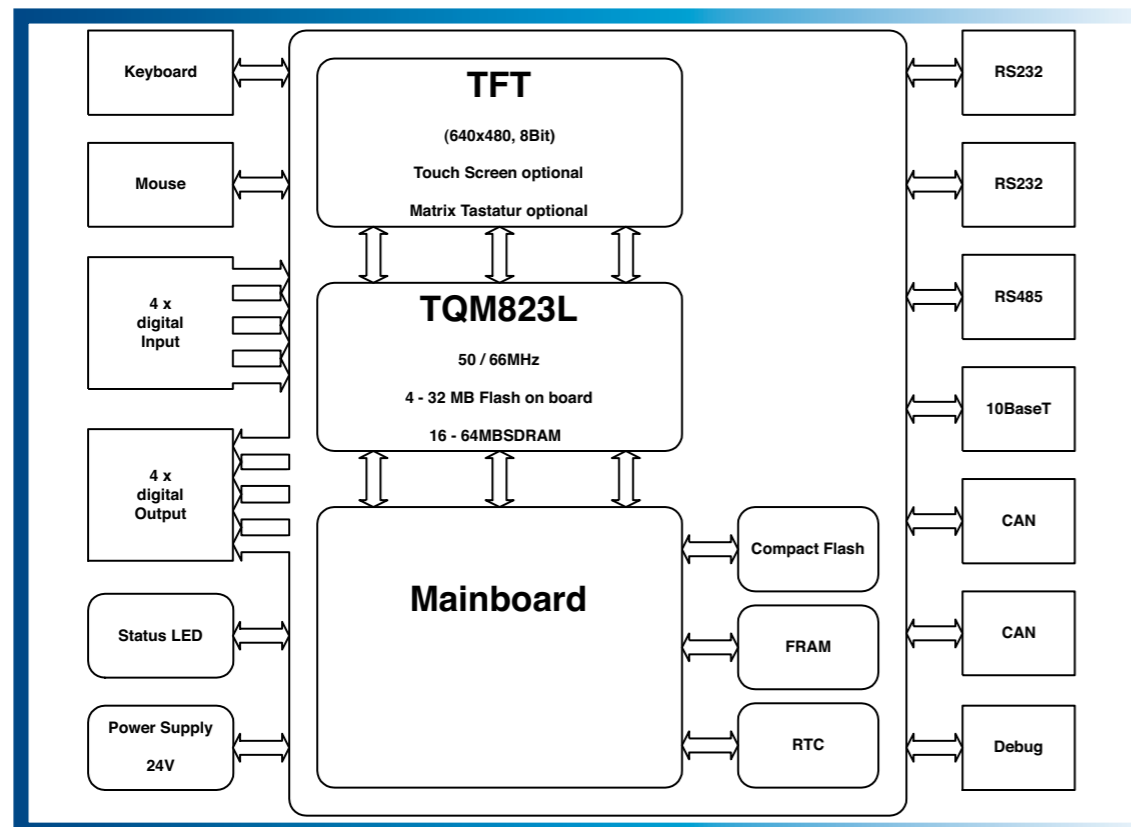 Keyboard
Mouse
4 x
digital
Input
4 x
digital
Output
Status LED
Power Supply
24V
TFT
(640x480, 8Bit)
Touch Screen optional
Matrix Tastatur optional
TQM823L
50 / 66MHz
4 - 32 MB Flash on board
16 - 64MBSDRAM
Mainboard
Compact Flash
FRAM
RTC
RS232
RS232
RS485
10BaseT
CAN
CAN
Debug